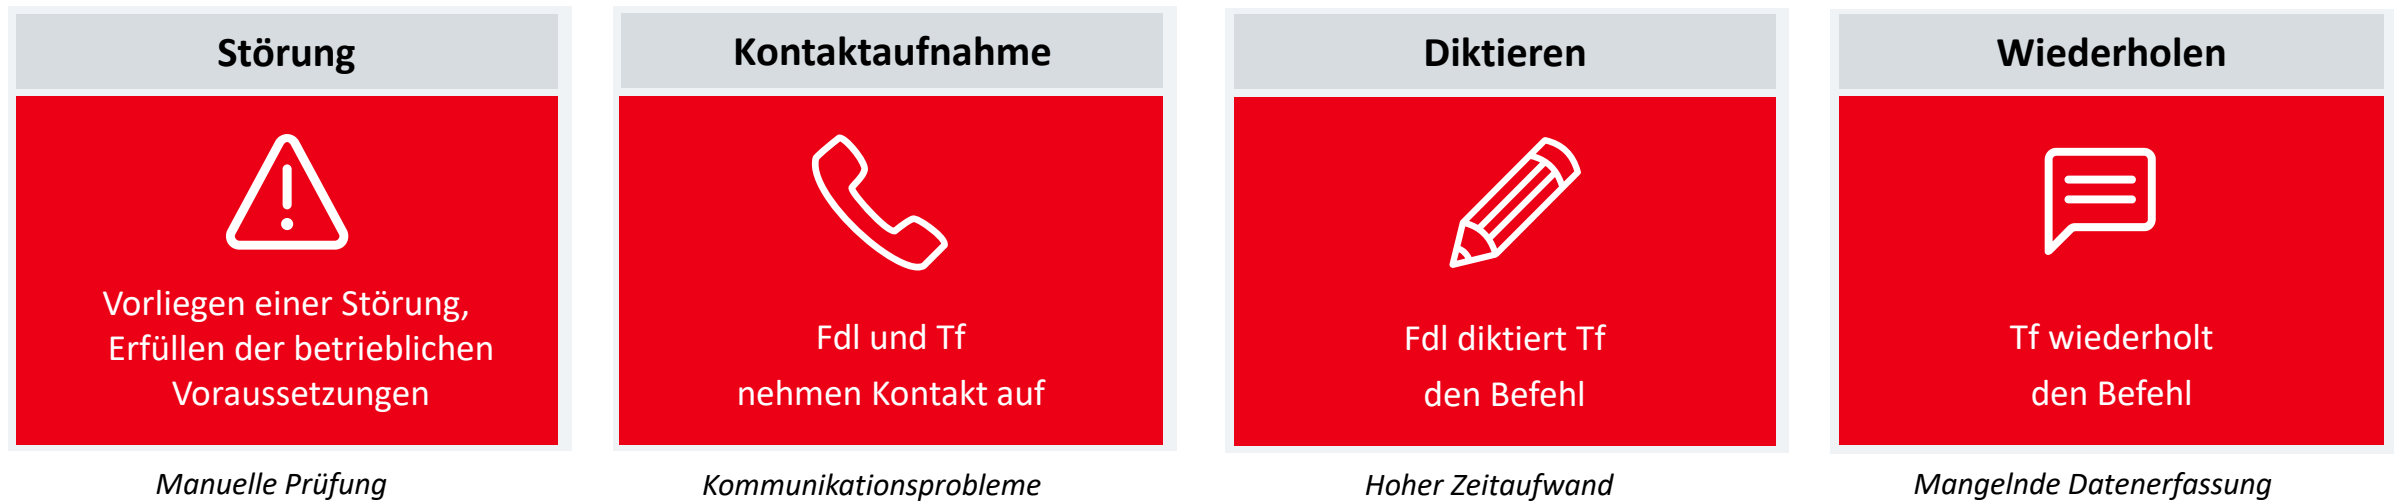 Störung
Vorliegen einer Störung,
Erfüllen der betrieblichen
Voraussetzungen
Manuelle Prüfung
Kontaktaufnahme
Fdl und Tf
nehmen Kontakt auf
Kommunikationsprobleme
Diktieren
Fdl diktiert Tf
den Befehl
Hoher Zeitaufwand
Wiederholen
Tf wiederholt
den Befehl
Mangelnde Datenerfassung